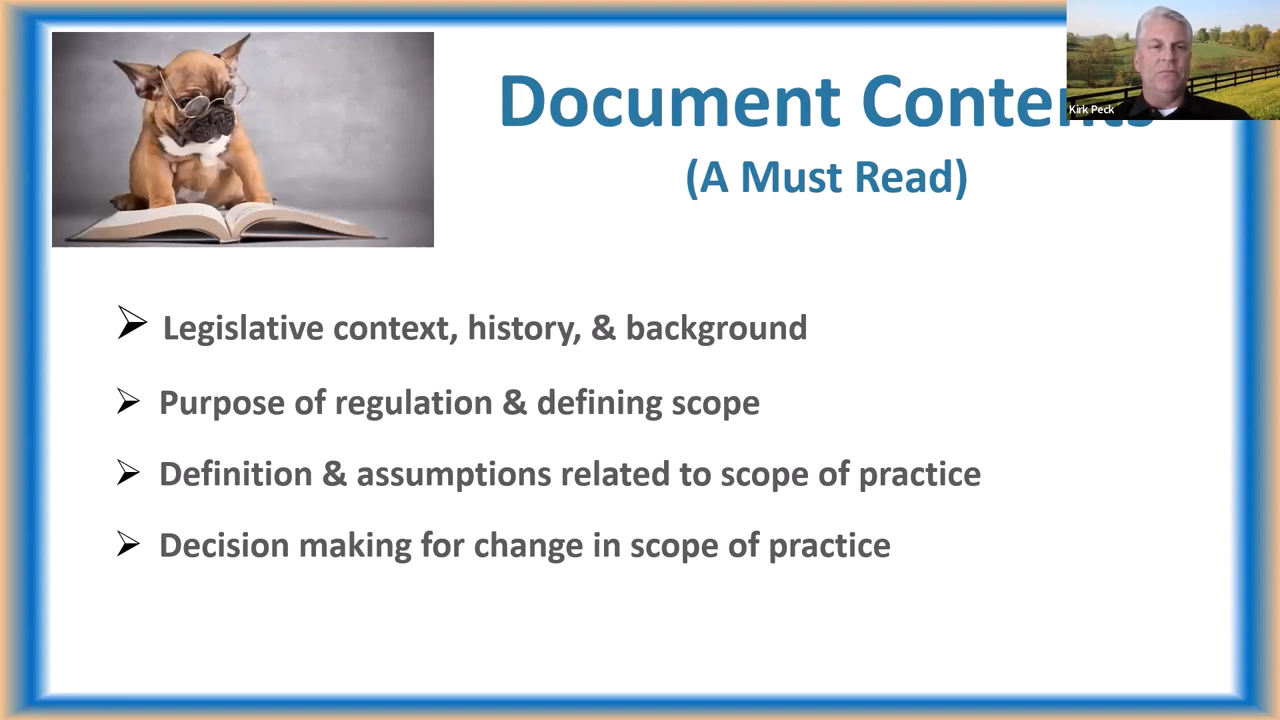 Document Contents
(A Must Read)
Kirk Peck
Legislative context, history, & background
Purpose of regulation & defining scope
Definition & assumptions related to scope of practice
Decision making for change in scope of practice